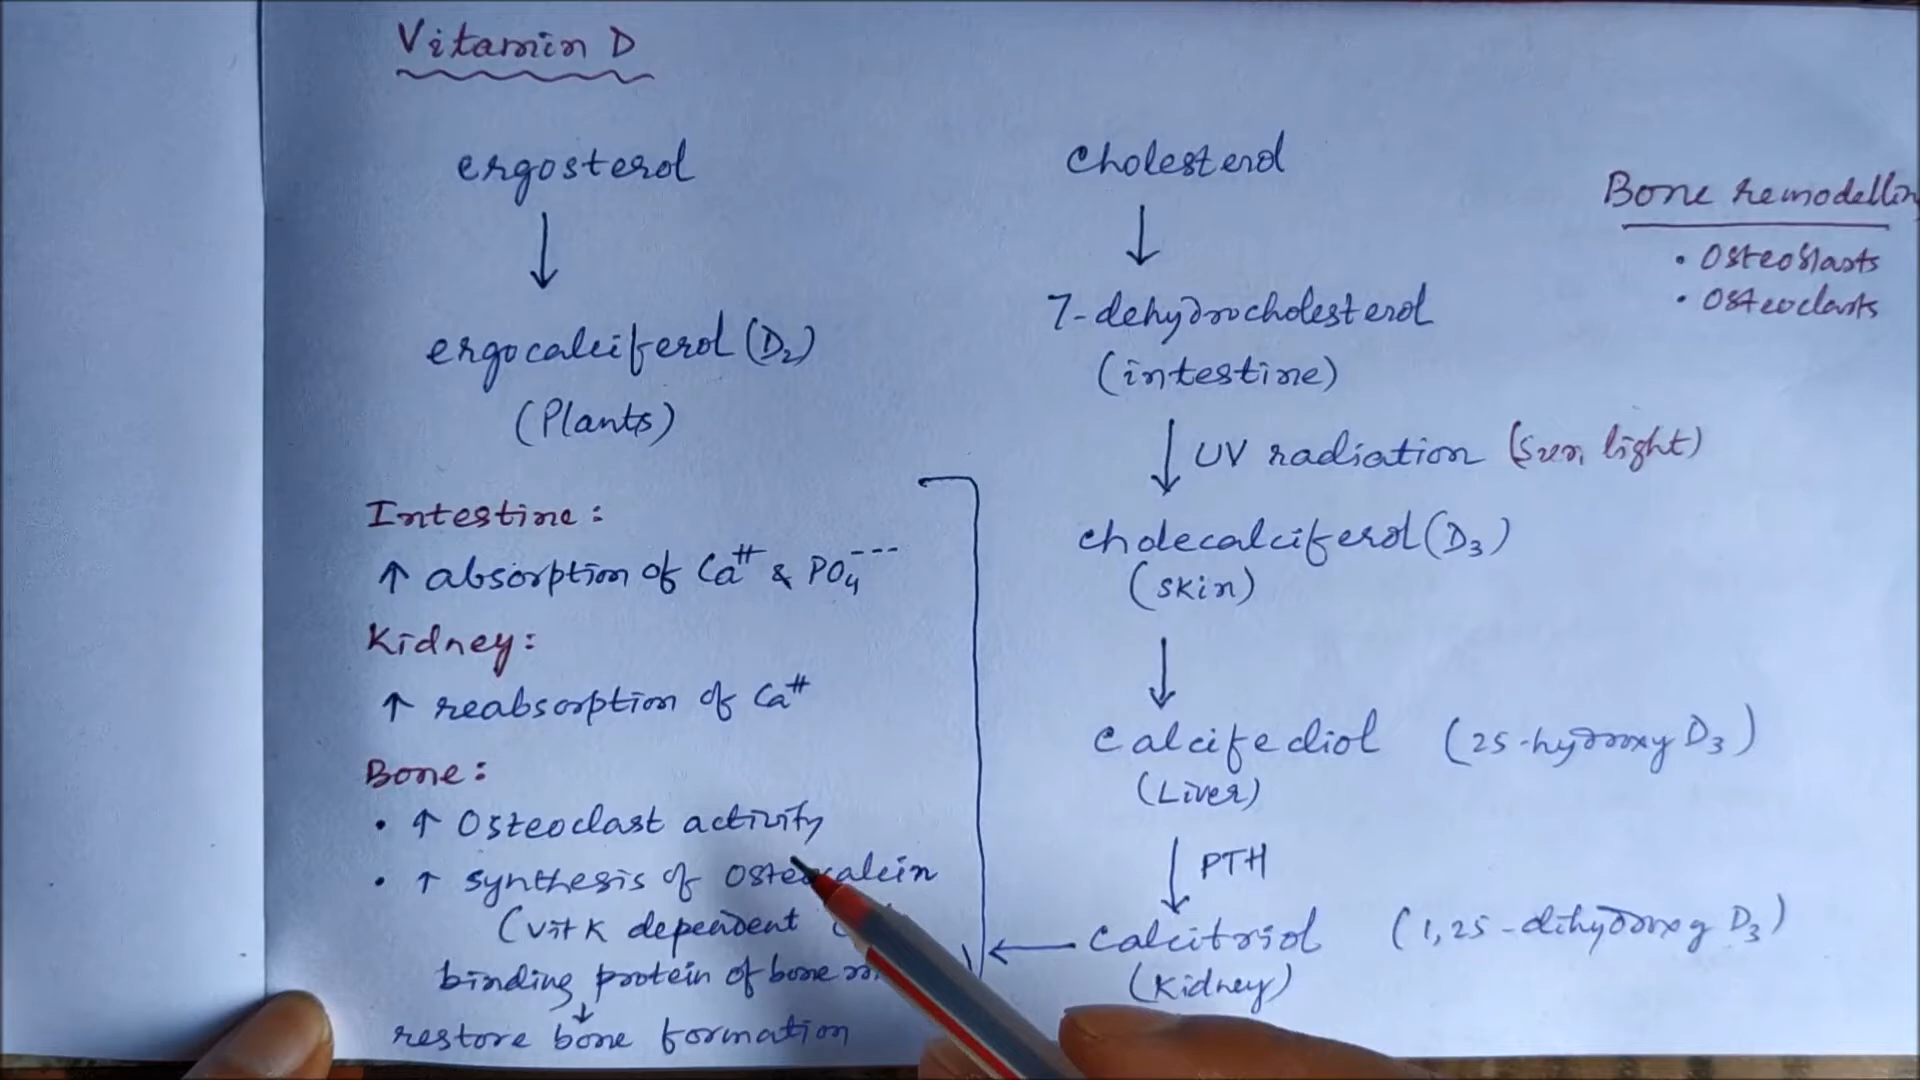 Vitamin D
ergosterol
↓
ergocalciferol (D₂)
(Plants)
Intestine:
↑ absorption of Ca⁺⁺ & PO₄⁻⁻⁻
Kidney:
↑ reabsorption of Ca⁺⁺
Bone:
• ↑ Osteoclast activity
• ↑ synthesis of Osteocalcin
(vit K dependent
binding protein of bone
↓
restore bone formation
Cholesterol
↓
7-dehydrocholesterol
(intestine)
↓ UV radiation (Sun light)
cholecalciferol (D₃)
(skin)
↓
Calcifediol (25-hydroxy D₃)
(Liver)
↓ PTH
← Calcitriol (1,25-dihydroxy D₃)
(Kidney)
Bone remodellin
• Osteoblasts
• Osteoclasts